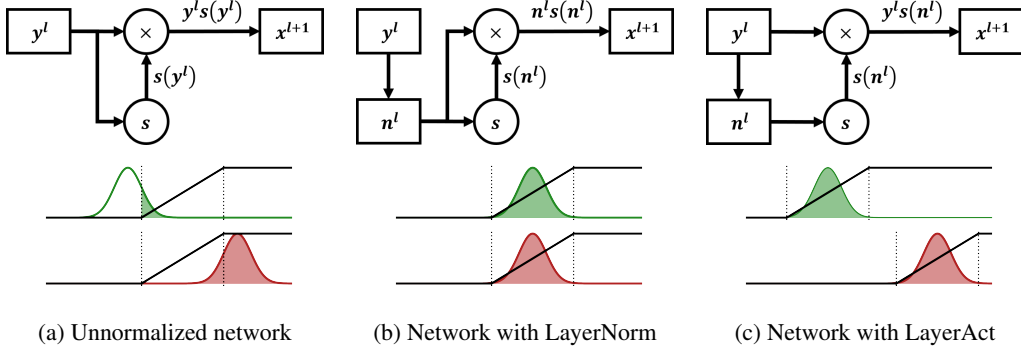 y^l × y^l s(y^l) x^{l+1}
s(y^l)
s
y^l × n^l s(n^l) x^{l+1}
s(n^l)
n^l s
y^l × y^l s(n^l) x^{l+1}
s(n^l)
n^l s
(a) Unnormalized network
(b) Network with LayerNorm
(c) Network with LayerAct